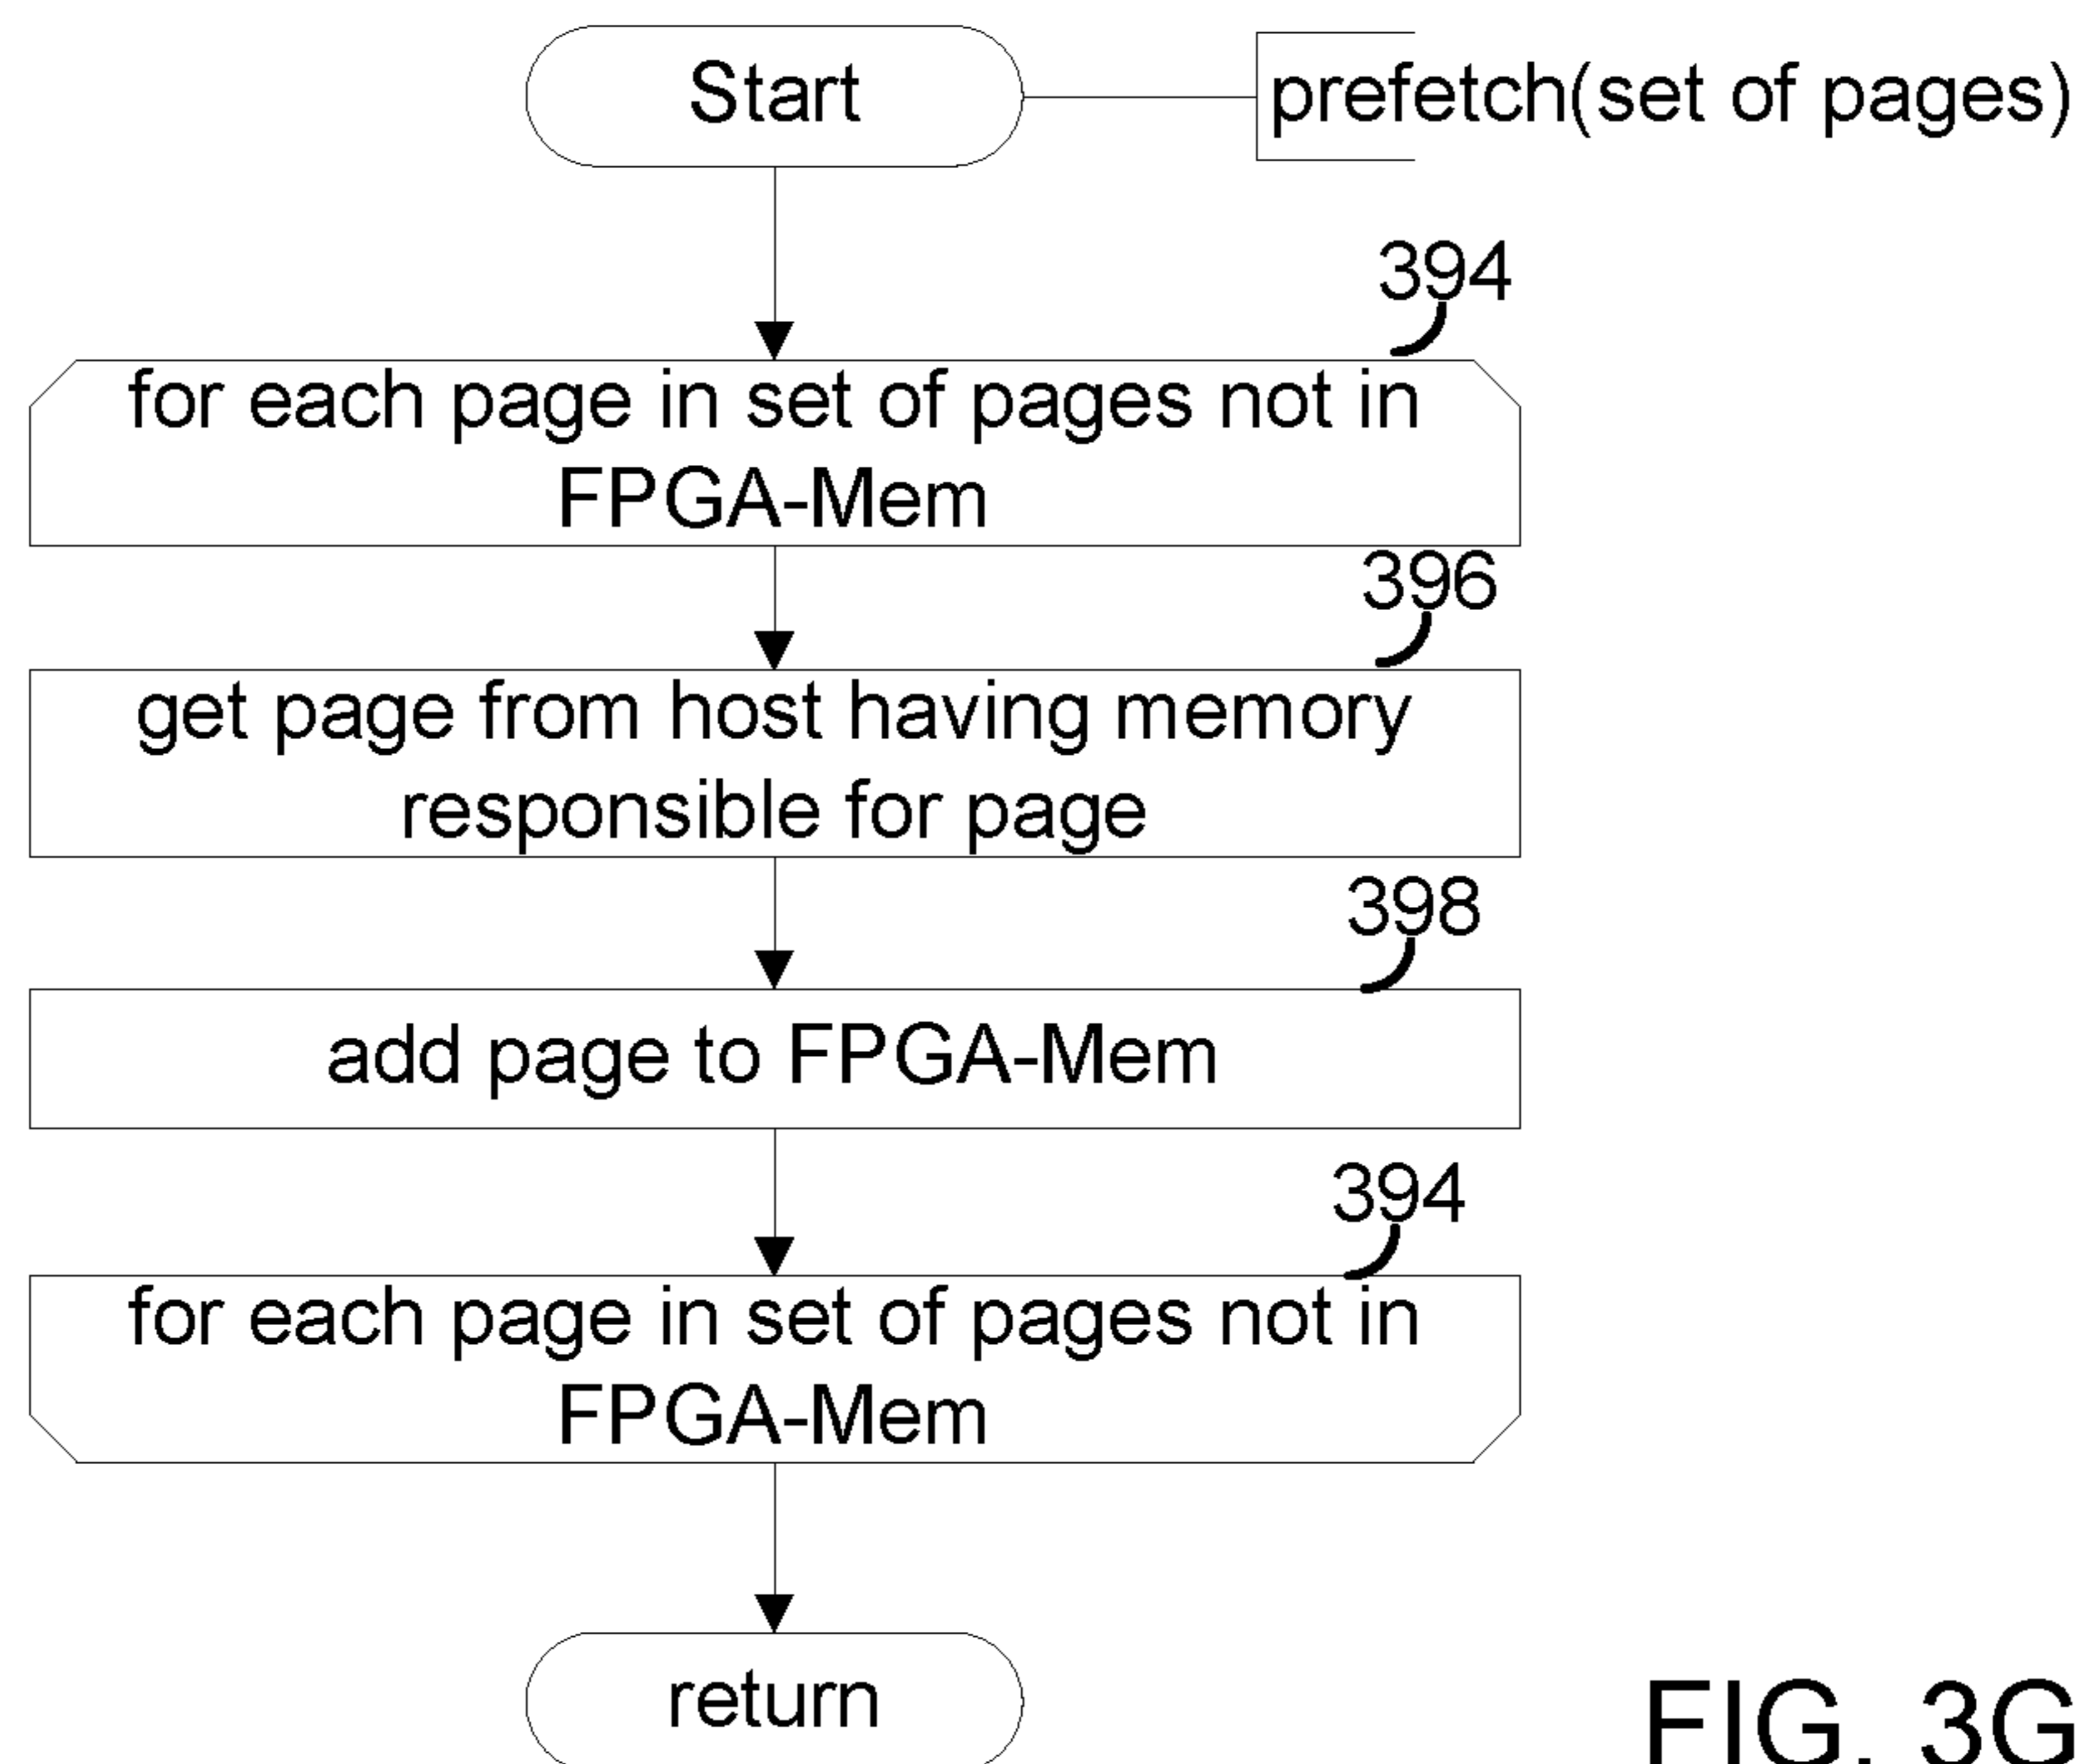 Start
prefetch(set of pages)
394
for each page in set of pages not in
FPGA-Mem
396
get page from host having memory
responsible for page
398
add page to FPGA-Mem
394
for each page in set of pages not in
FPGA-Mem
return
FIG. 3G